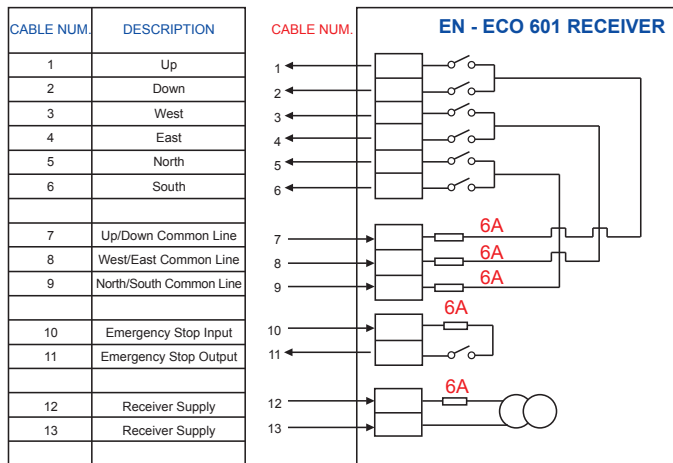 CABLE NUM. DESCRIPTION
1 Up
2 Down
3 West
4 East
5 North
6 South
7 Up/Down Common Line
8 West/East Common Line
9 North/South Common Line
10 Emergency Stop Input
11 Emergency Stop Output
12 Receiver Supply
13 Receiver Supply
CABLE NUM.
EN - ECO 601 RECEIVER
1
2
3
4
5
6
7 6A
8 6A
9 6A
10 6A
11
12 6A
13